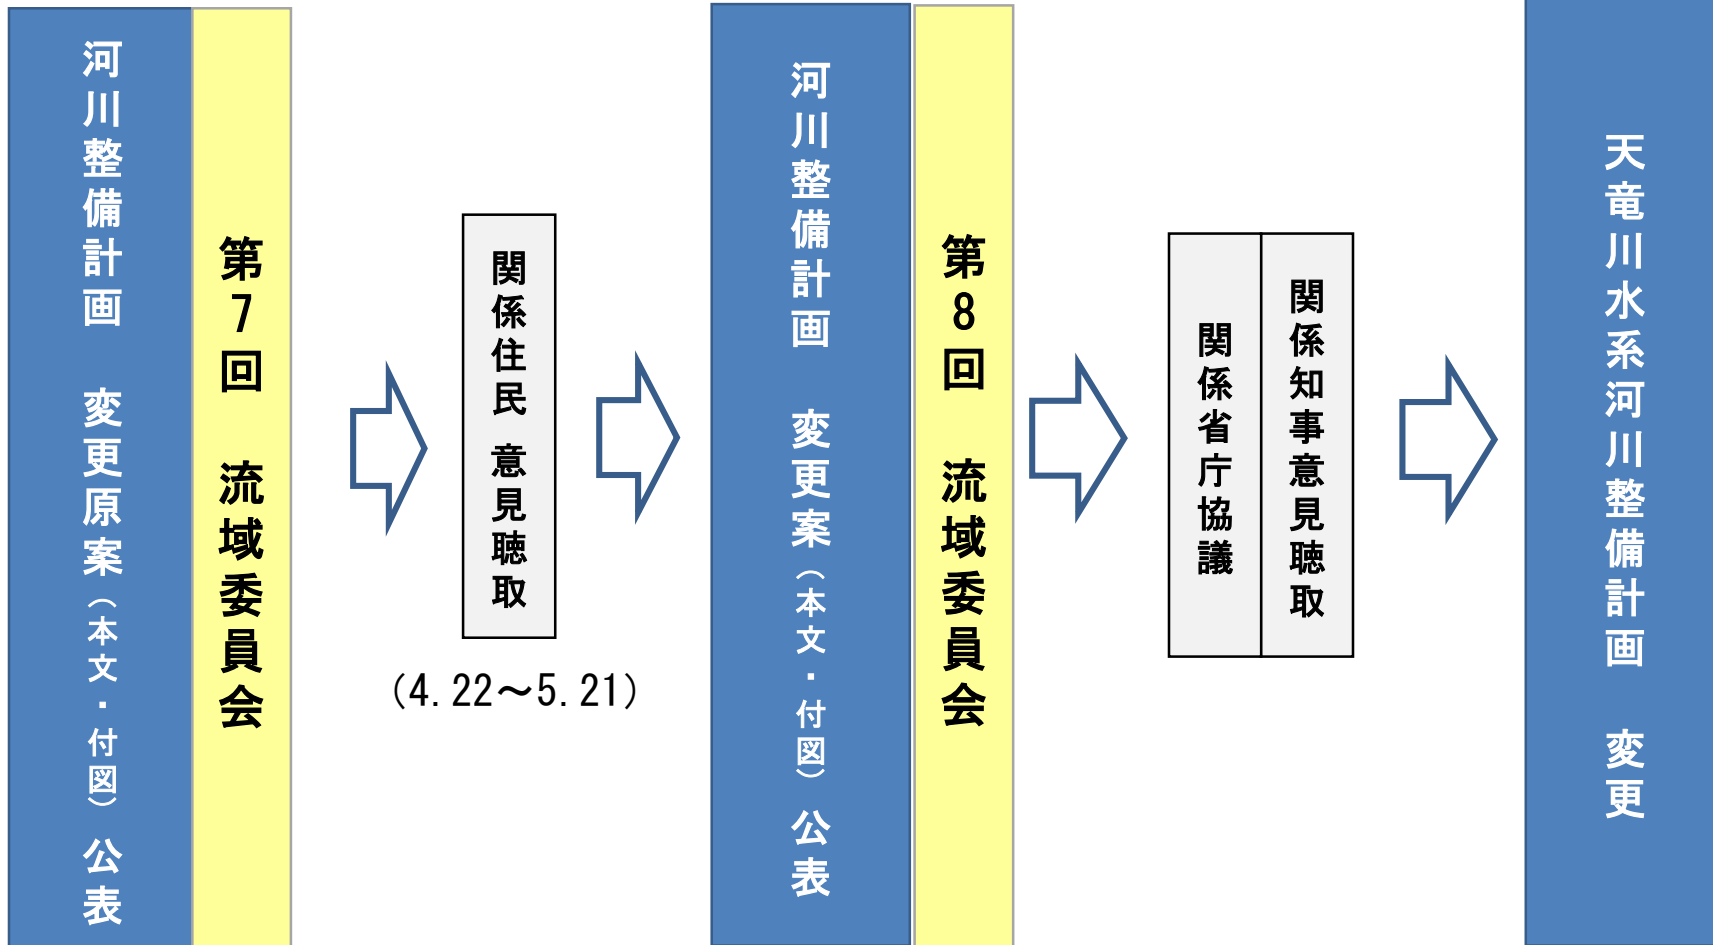 河川整備計画　変更原案（本文・付図）公表
第7回　流域委員会
関係住民 意見聴取
(4.22～5.21)
河川整備計画　変更案（本文・付図）公表
第8回　流域委員会
関係省庁協議
関係知事意見聴取
天竜川水系河川整備計画　変更